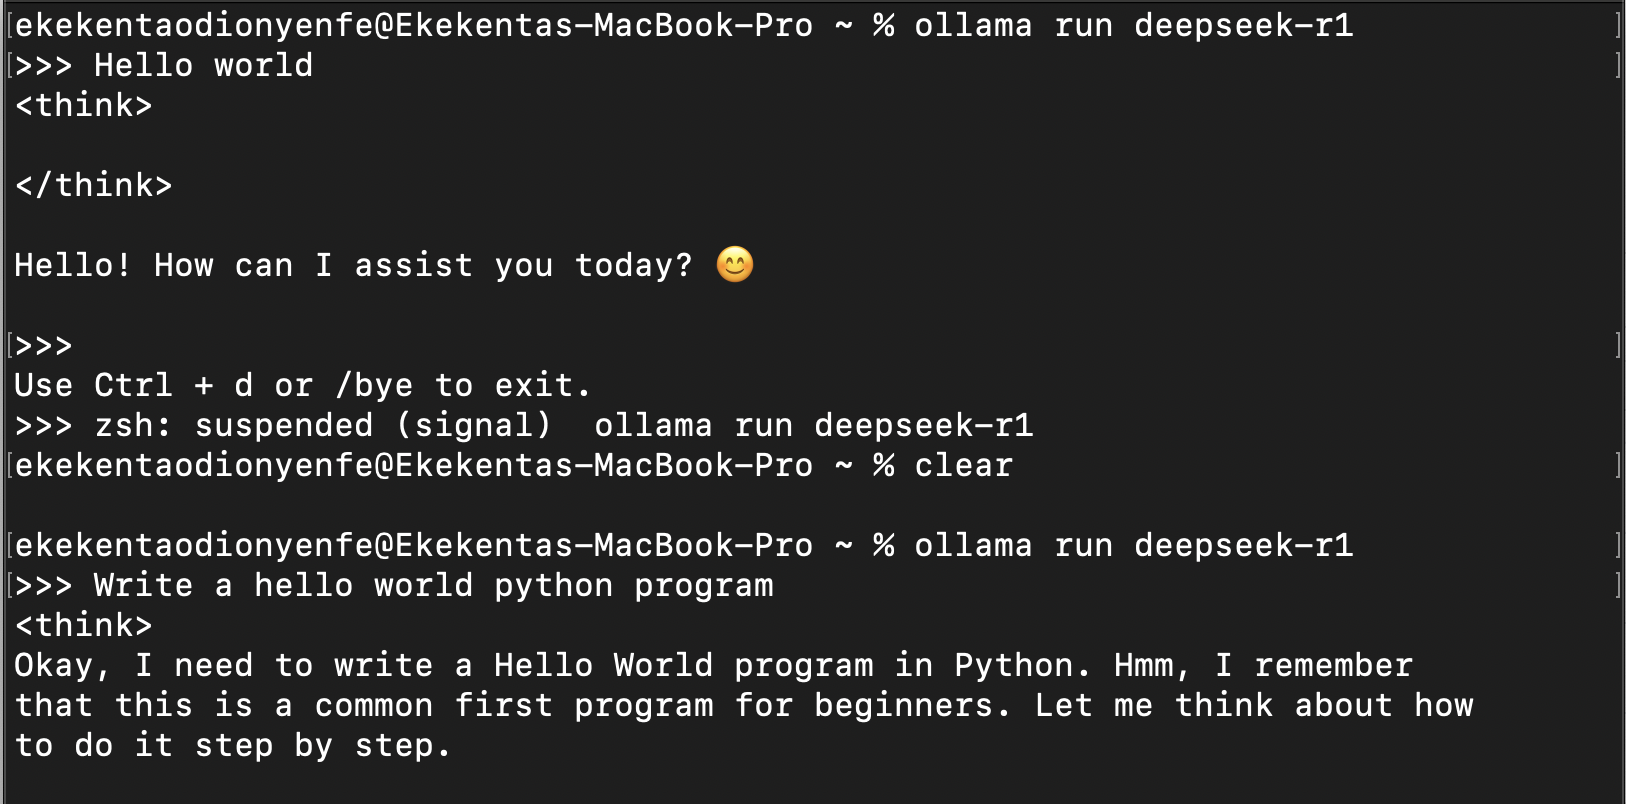 [ekekentaodionyenfe@Ekekentas-MacBook-Pro ~ % ollama run deepseek-r1 ]
[>>> Hello world ]
<think>
</think>
Hello! How can I assist you today? 😊
[>>> ]
Use Ctrl + d or /bye to exit.
>>> zsh: suspended (signal)  ollama run deepseek-r1
[ekekentaodionyenfe@Ekekentas-MacBook-Pro ~ % clear ]
[ekekentaodionyenfe@Ekekentas-MacBook-Pro ~ % ollama run deepseek-r1 ]
[>>> Write a hello world python program ]
<think>
Okay, I need to write a Hello World program in Python. Hmm, I remember
that this is a common first program for beginners. Let me think about how
to do it step by step.